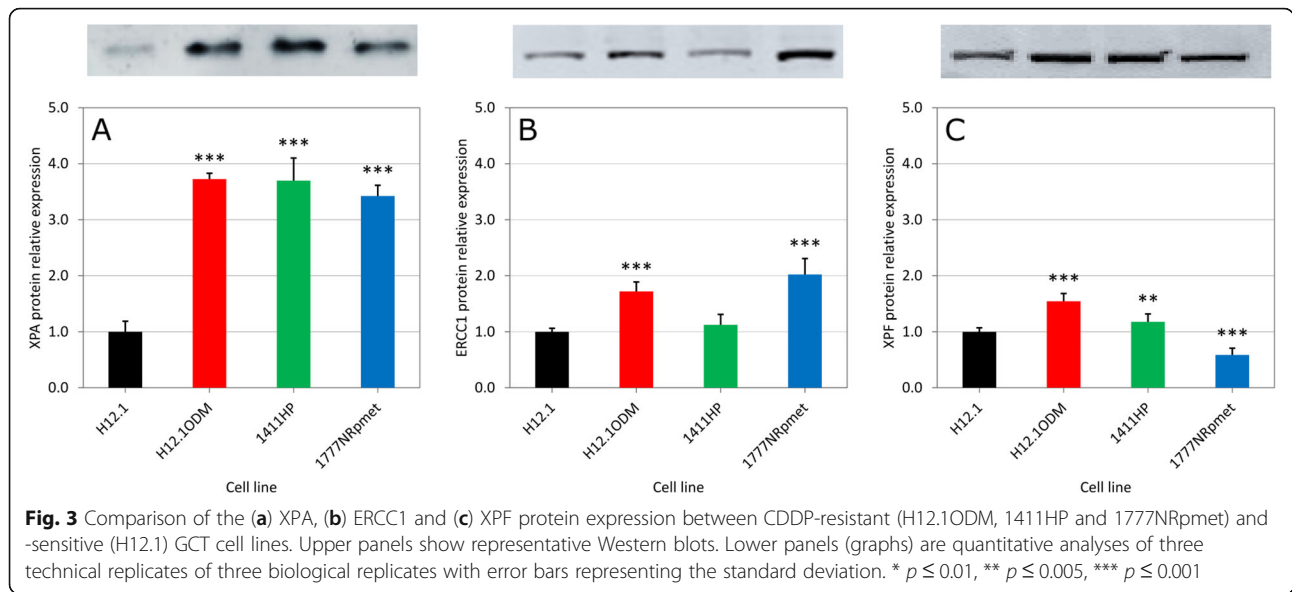 A
XPA protein relative expression
5.0
4.0
3.0
2.0
1.0
0.0
***
***
***
H12.1
H12.1ODM
1411HP
1777NRpmet
Cell line
B
ERCC1 protein relative expression
5.0
4.0
3.0
2.0
1.0
0.0
***
***
H12.1
H12.1ODM
1411HP
1777NRpmet
Cell line
C
XPF protein relative expression
5.0
4.0
3.0
2.0
1.0
0.0
***
**
***
H12.1
H12.1ODM
1411HP
1777NRpmet
Cell line
Fig. 3 Comparison of the (a) XPA, (b) ERCC1 and (c) XPF protein expression between CDDP-resistant (H12.1ODM, 1411HP and 1777NRpmet) and
-sensitive (H12.1) GCT cell lines. Upper panels show representative Western blots. Lower panels (graphs) are quantitative analyses of three
technical replicates of three biological replicates with error bars representing the standard deviation. * p ≤ 0.01, ** p ≤ 0.005, *** p ≤ 0.001